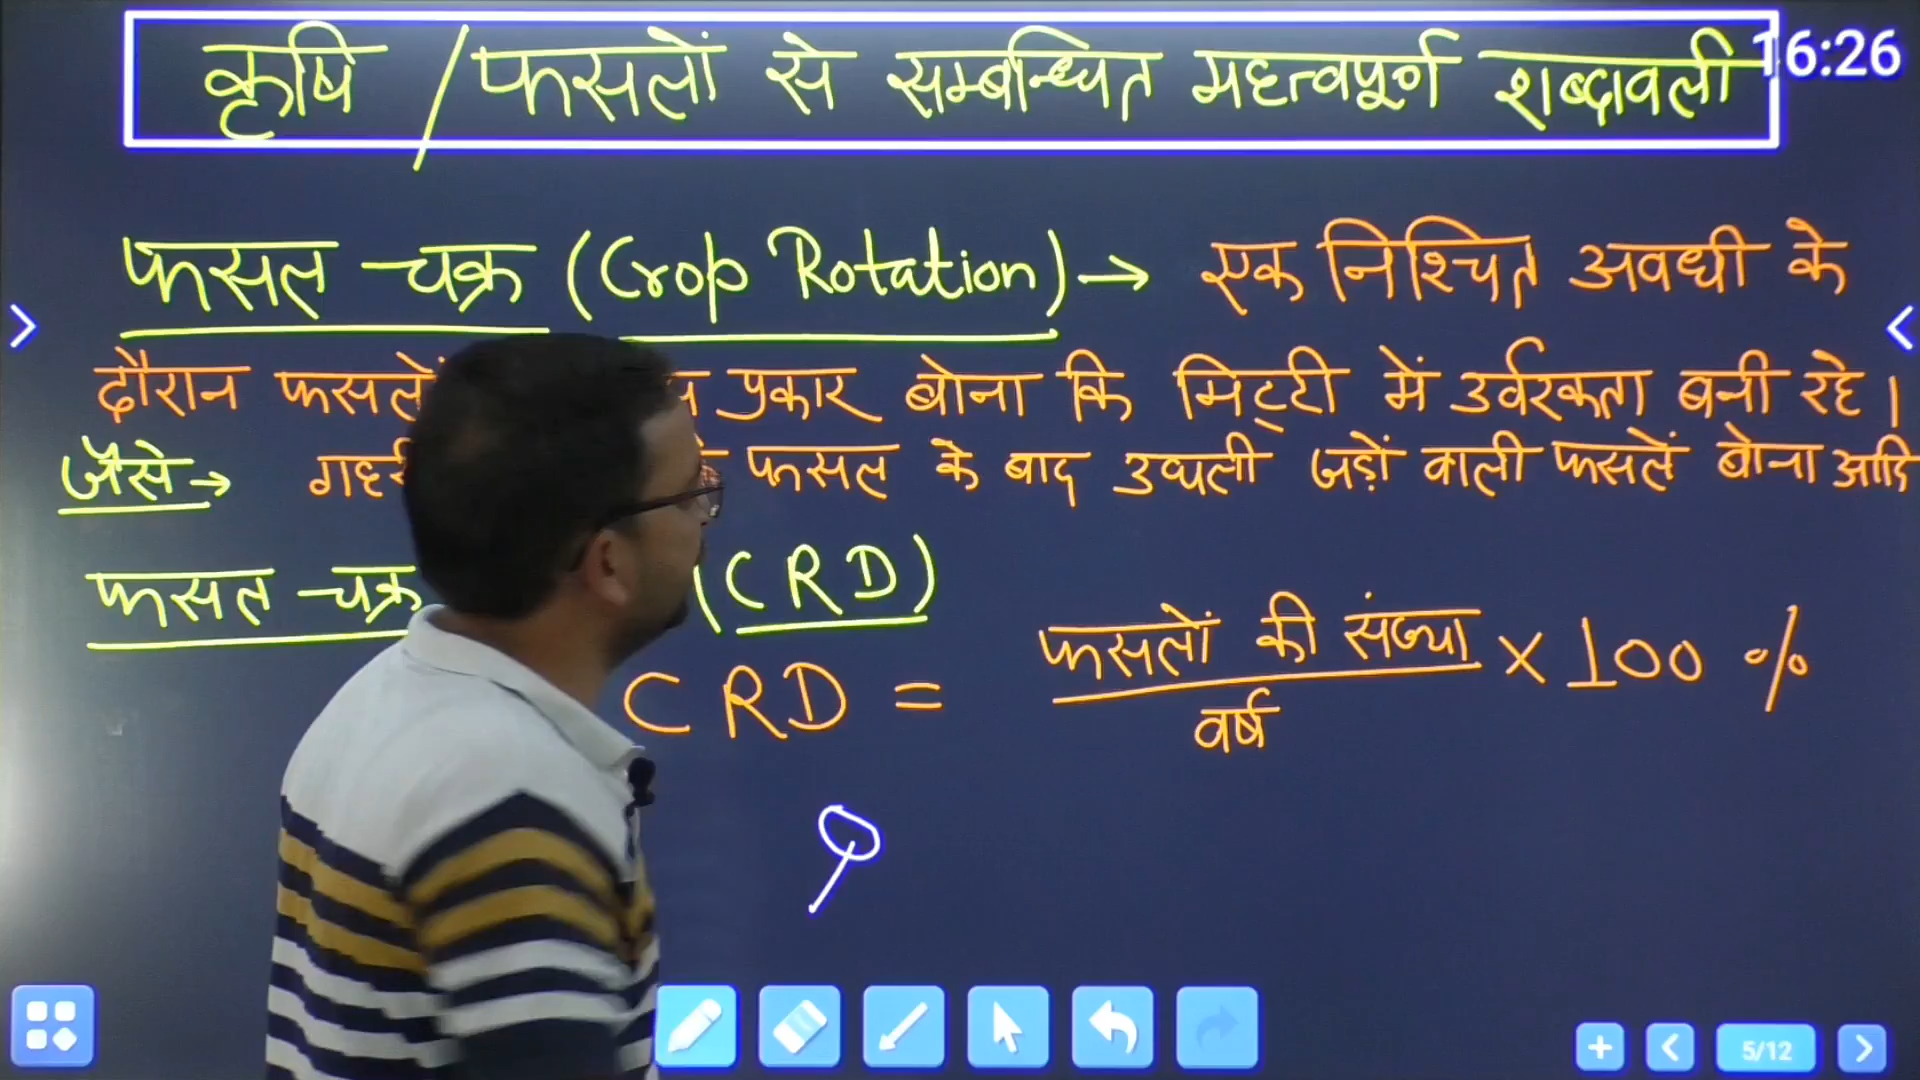 कृषि / फसलों से सम्बन्धित महत्वपूर्ण शब्दावली
16:26
फसल-चक्र (Crop Rotation) → एक निश्चित अवधी के
दौरान फसलें प्रकार बोना कि मिट्टी में उर्वरकता बनी रहे।
जैसे → फसल के बाद उथली जड़ों वाली फसलें बोना आदि
फसल-चक्र (CRD)
CRD = फसलों की संख्या
वर्ष
× 100 %
5/12